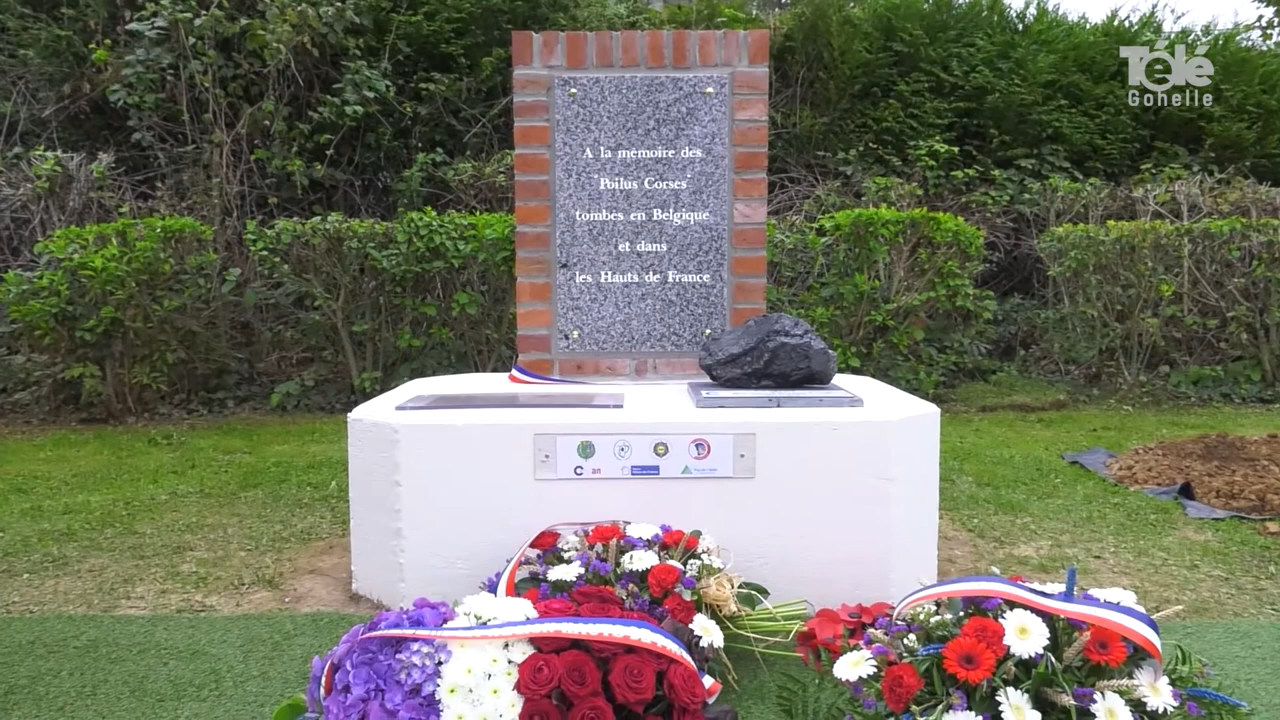 Télé
Gohelle
A la mémoire des
"Poilus Corses"
tombés en Belgique
et dans
les Hauts de France